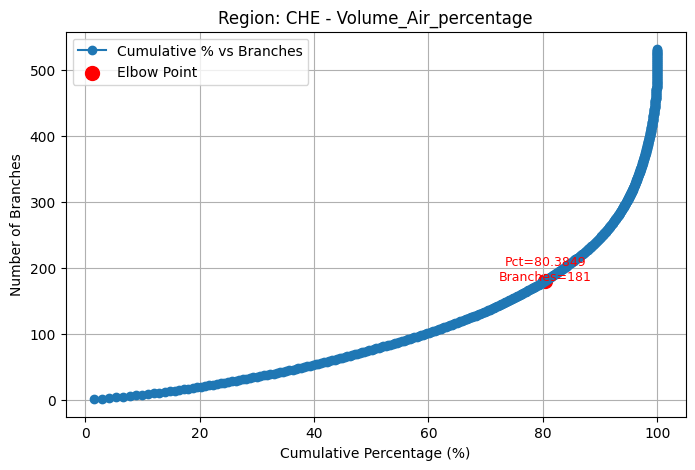 Region: CHE - Volume_Air_percentage
Cumulative % vs Branches
Elbow Point
Number of Branches
500
400
300
200
100
0
Pct=80.3849
Branches=181
0 20 40 60 80 100
Cumulative Percentage (%)